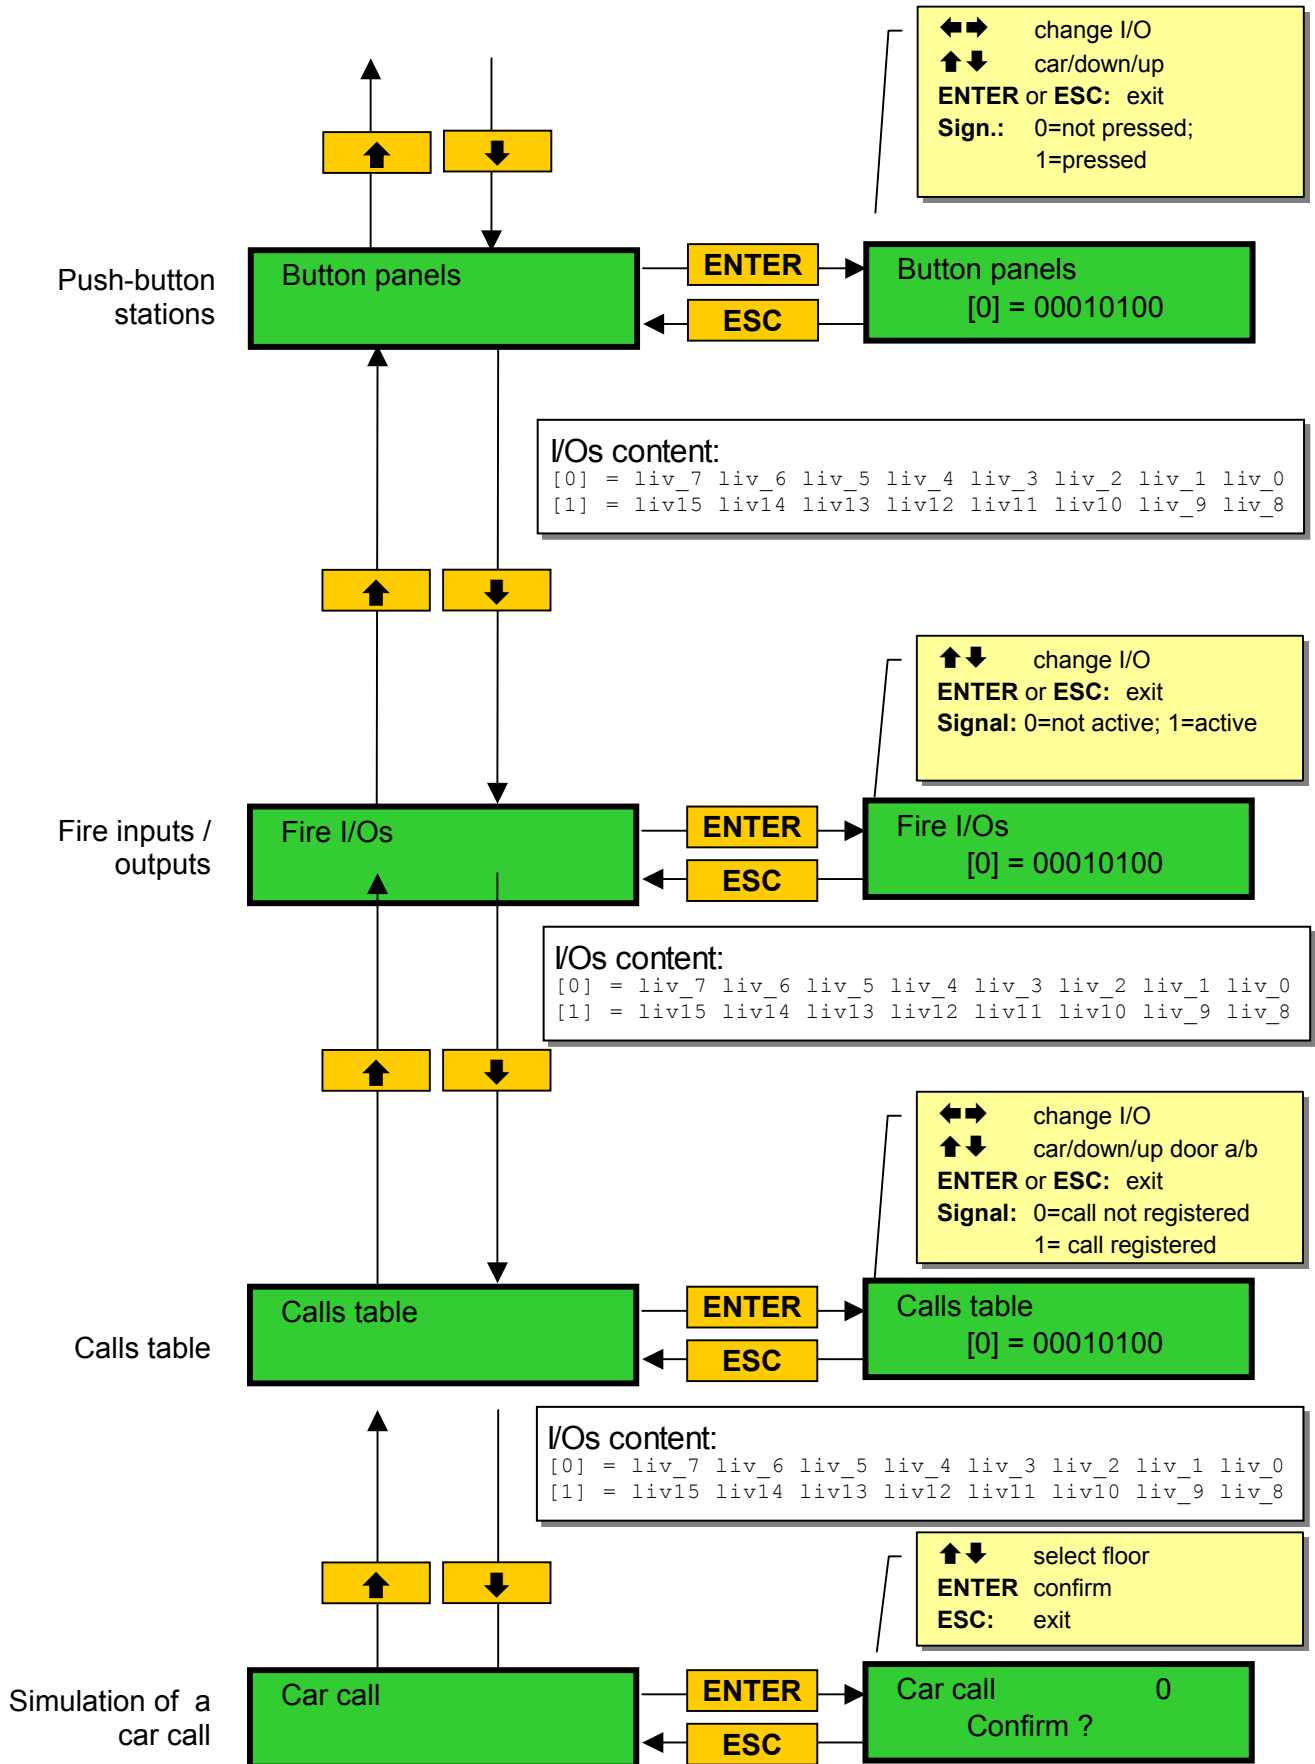 change I/O
car/down/up
ENTER or ESC: exit
Sign.: 0=not pressed;
1=pressed
Push-button
stations
Button panels
ENTER
ESC
Button panels
[0] = 00010100
I/Os content:
[0] = liv_7 liv_6 liv_5 liv_4 liv_3 liv_2 liv_1 liv_0
[1] = liv15 liv14 liv13 liv12 liv11 liv10 liv_9 liv_8
change I/O
ENTER or ESC: exit
Signal: 0=not active; 1=active
Fire inputs /
outputs
Fire I/Os
ENTER
ESC
Fire I/Os
[0] = 00010100
I/Os content:
[0] = liv_7 liv_6 liv_5 liv_4 liv_3 liv_2 liv_1 liv_0
[1] = liv15 liv14 liv13 liv12 liv11 liv10 liv_9 liv_8
change I/O
car/down/up door a/b
ENTER or ESC: exit
Signal: 0=call not registered
1= call registered
Calls table
Calls table
ENTER
ESC
Calls table
[0] = 00010100
I/Os content:
[0] = liv_7 liv_6 liv_5 liv_4 liv_3 liv_2 liv_1 liv_0
[1] = liv15 liv14 liv13 liv12 liv11 liv10 liv_9 liv_8
select floor
ENTER confirm
ESC: exit
Simulation of a
car call
Car call
ENTER
ESC
Car call 0
Confirm ?